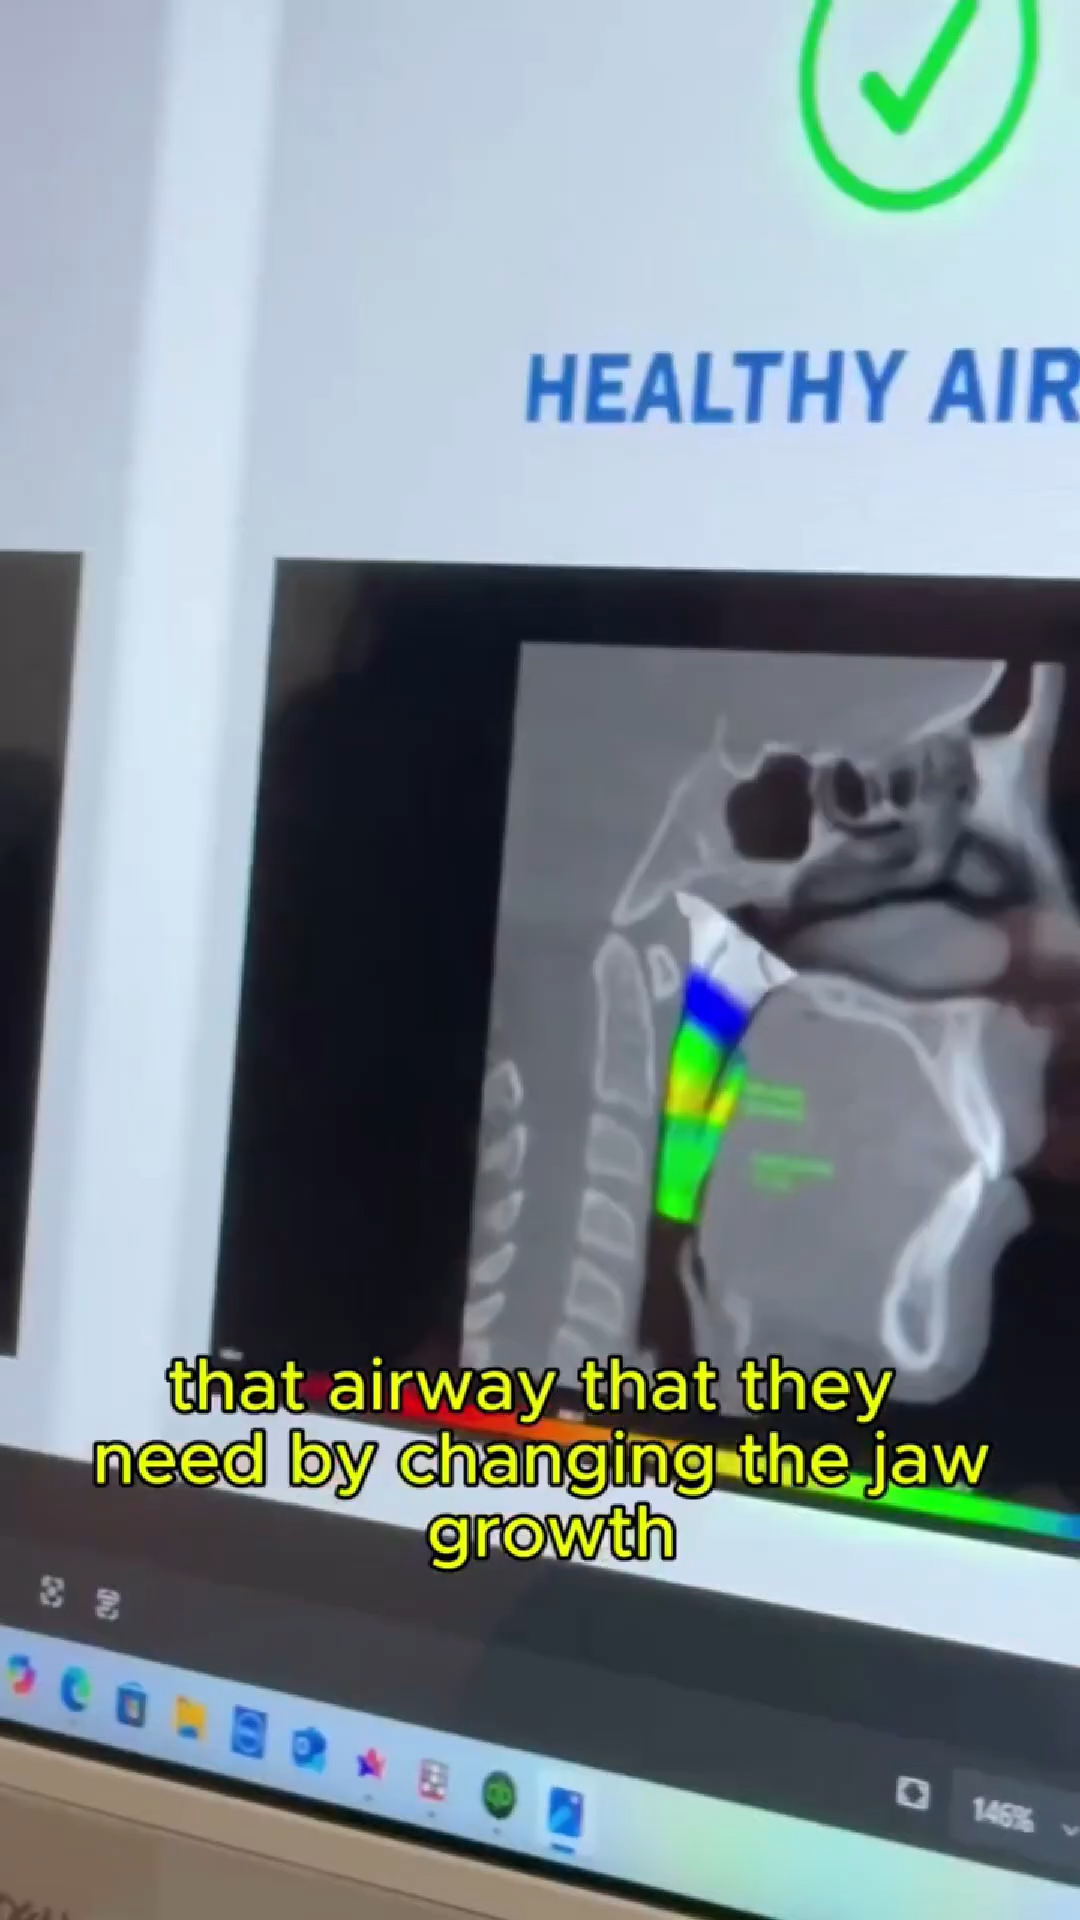 HEALTHY AIR
that airway that they
need by changing the jaw
growth
146%